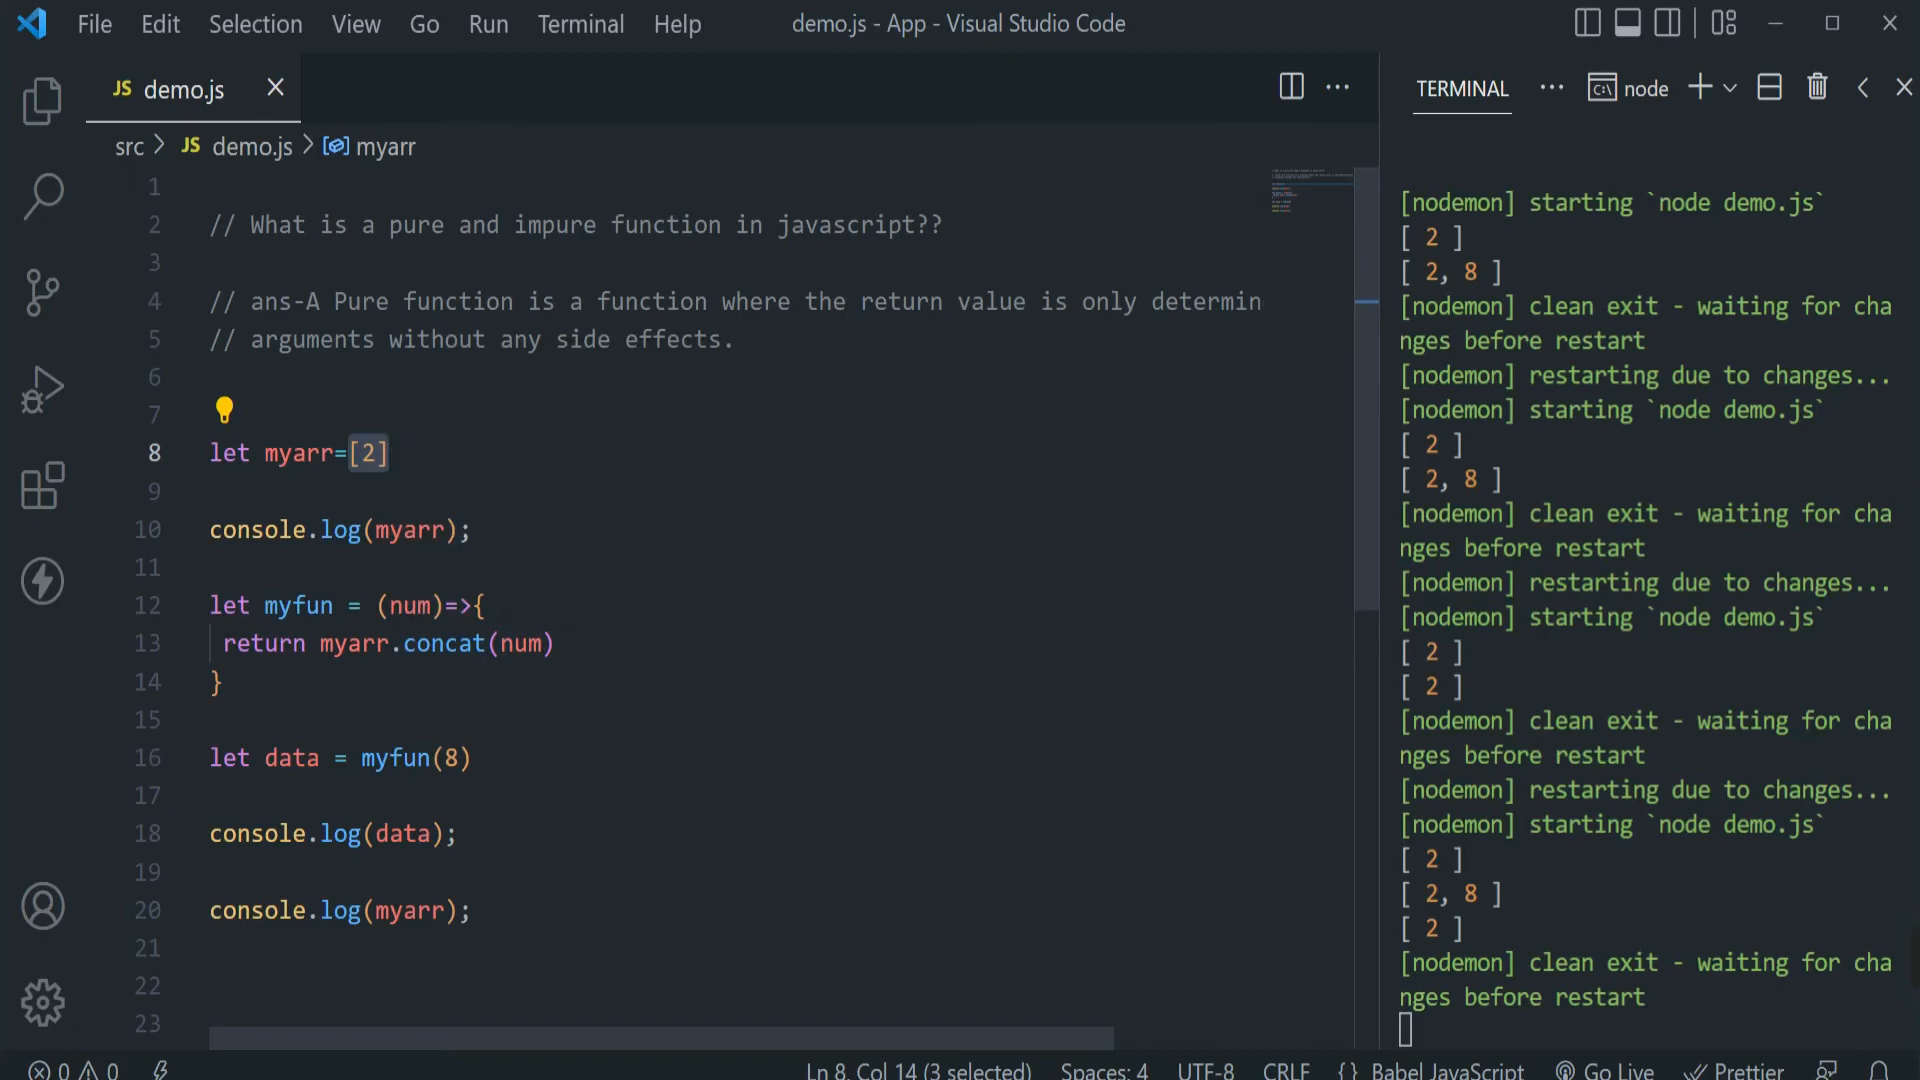 File Edit Selection View Go Run Terminal Help demo.js - App - Visual Studio Code
JS demo.js
src > JS demo.js > myarr
1
2 // What is a pure and impure function in javascript??
3
4 // ans-A Pure function is a function where the return value is only determin
5 // arguments without any side effects.
6
7
8 let myarr=[2]
9
10 console.log(myarr);
11
12 let myfun = (num)=>{
13 return myarr.concat(num)
14 }
15
16 let data = myfun(8)
17
18 console.log(data);
19
20 console.log(myarr);
21
22
23
TERMINAL ... node
[nodemon] starting `node demo.js`
[ 2 ]
[ 2, 8 ]
[nodemon] clean exit - waiting for cha
nges before restart
[nodemon] restarting due to changes...
[nodemon] starting `node demo.js`
[ 2 ]
[ 2, 8 ]
[nodemon] clean exit - waiting for cha
nges before restart
[nodemon] restarting due to changes...
[nodemon] starting `node demo.js`
[ 2 ]
[ 2 ]
[nodemon] clean exit - waiting for cha
nges before restart
[nodemon] restarting due to changes...
[nodemon] starting `node demo.js`
[ 2 ]
[ 2, 8 ]
[ 2 ]
[nodemon] clean exit - waiting for cha
nges before restart
0 0 Ln 8, Col 14 (3 selected) Spaces: 4 UTF-8 CRLF { } Babel JavaScript Go Live Prettier